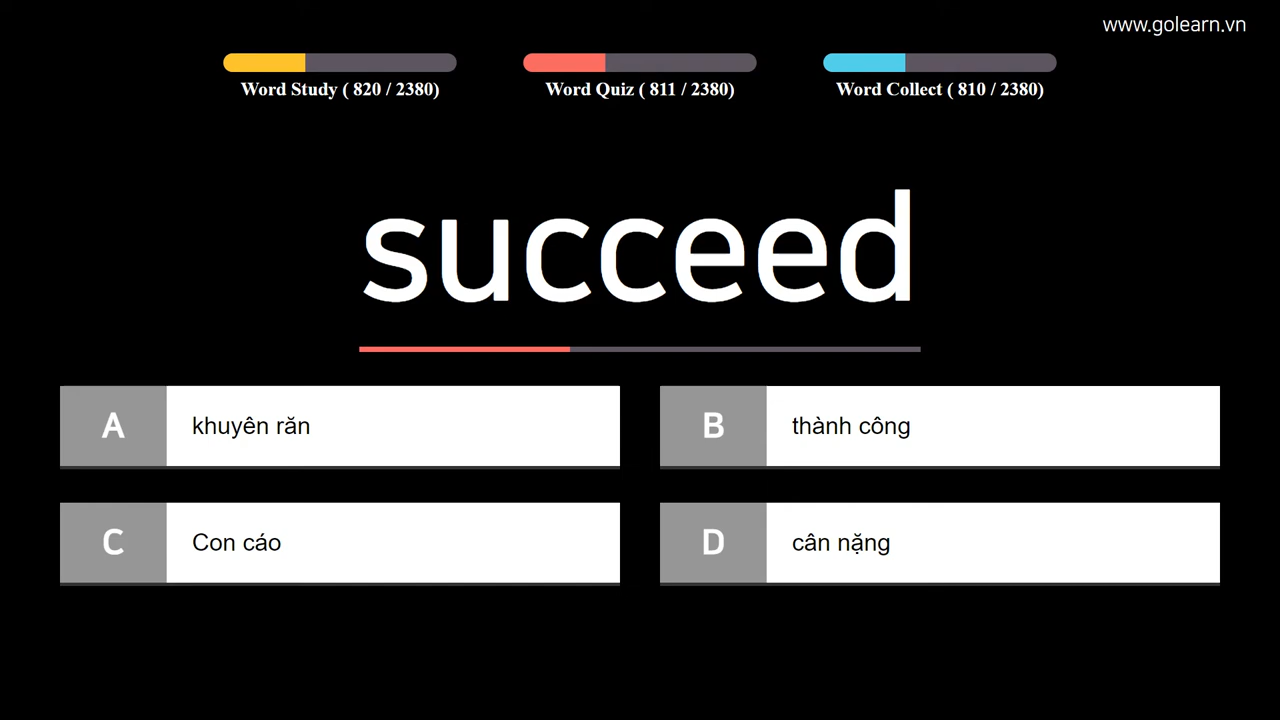 www.golearn.vn
Word Study ( 820 / 2380)
Word Quiz ( 811 / 2380)
Word Collect ( 810 / 2380)
succeed
A khuyên răn
B thành công
C Con cáo
D cân nặng